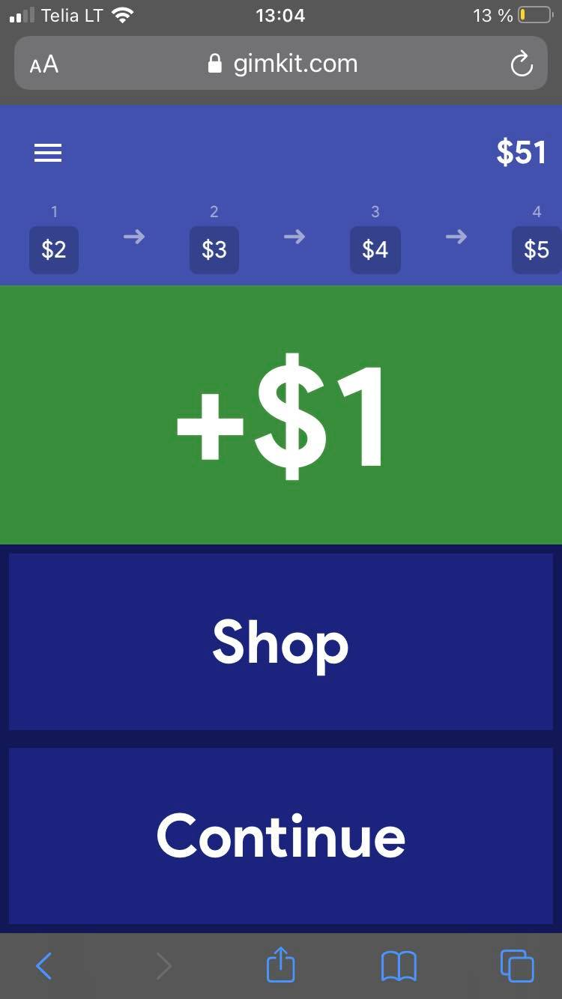 Telia LT 13:04 13 %
AA gimkit.com
$51
1 2 3 4
$2 → $3 → $4 → $5
+$1
Shop
Continue